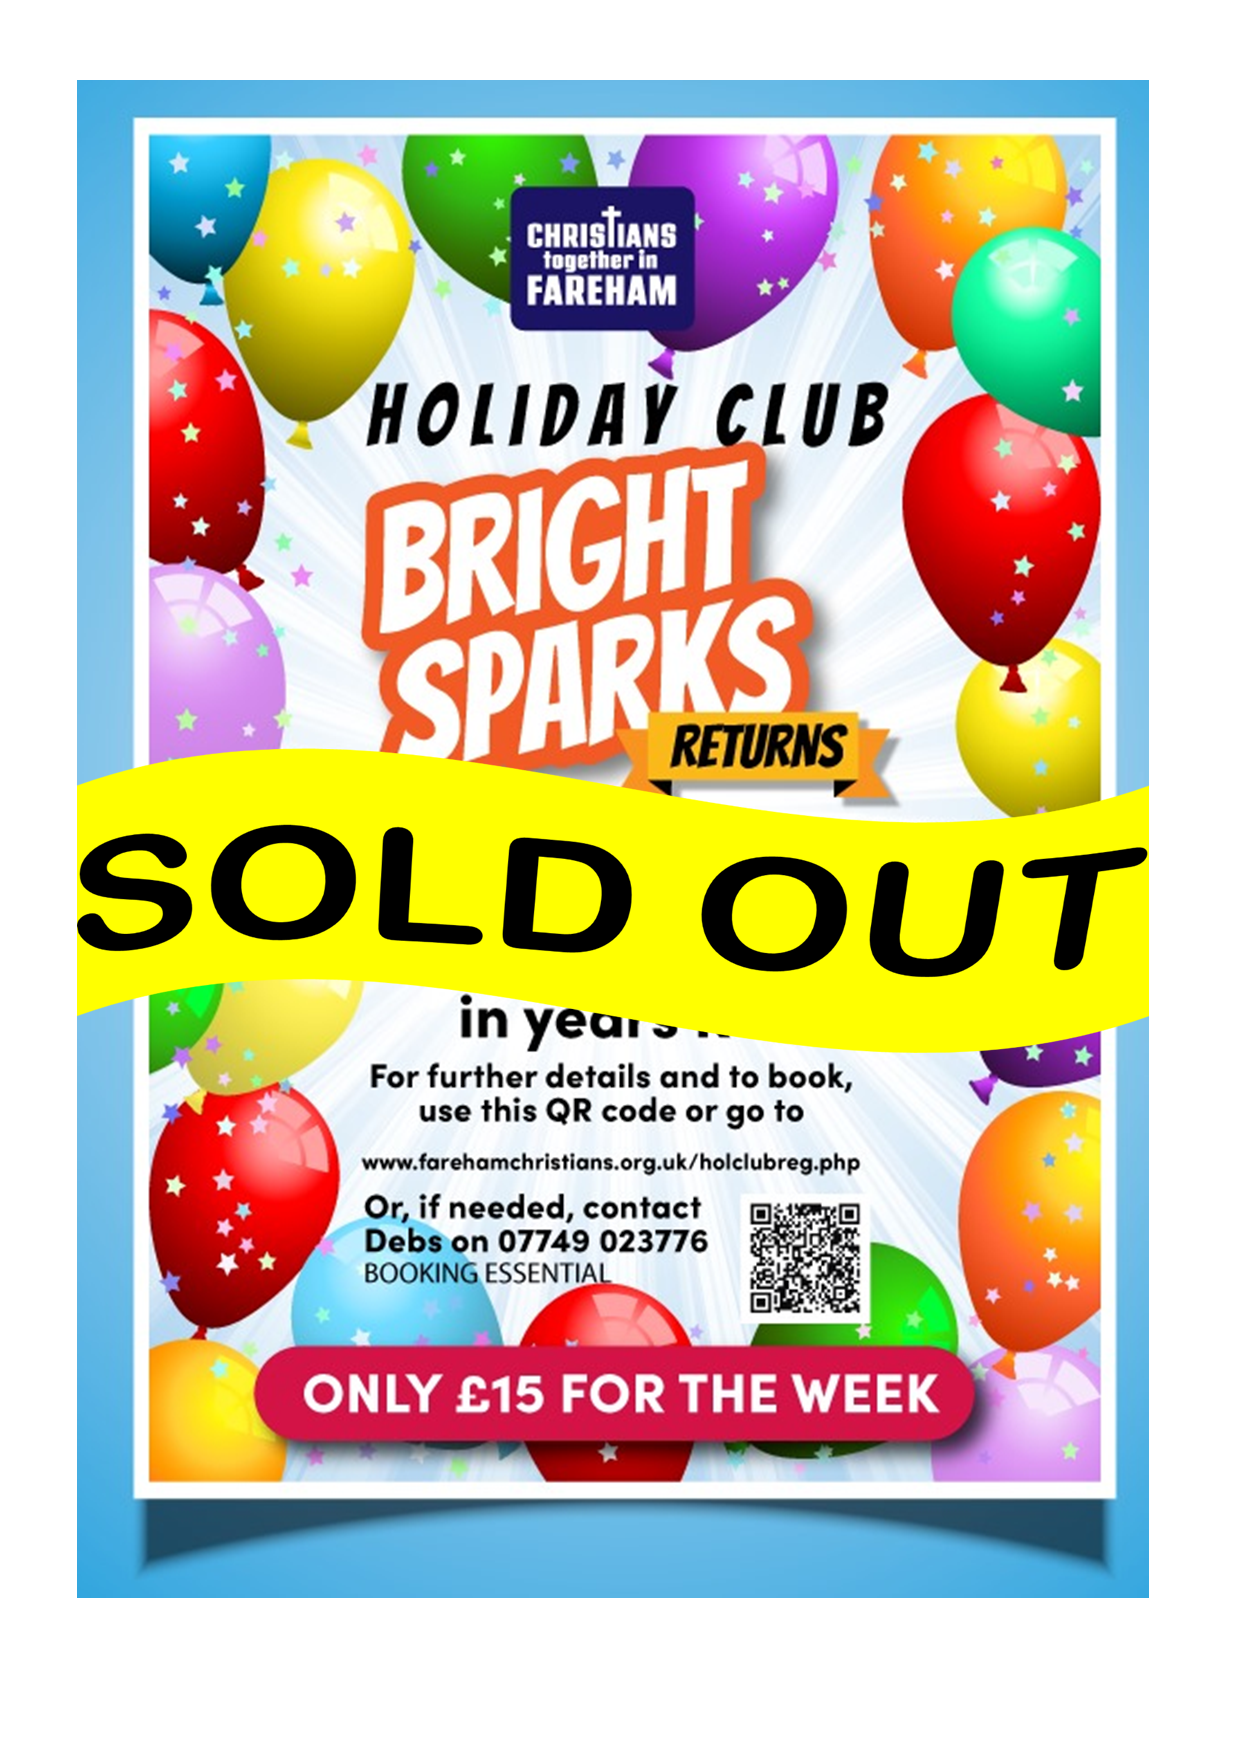 CHRISTIANS
together in
FAREHAM
HOLIDAY CLUB
BRIGHT
SPARKS
RETURNS
SOLD OUT
in years
For further details and to book,
use this QR code or go to
www.farehamchristians.org.uk/holclubreg.php
Or, if needed, contact
Debs on 07749 023776
BOOKING ESSENTIAL
ONLY £15 FOR THE WEEK